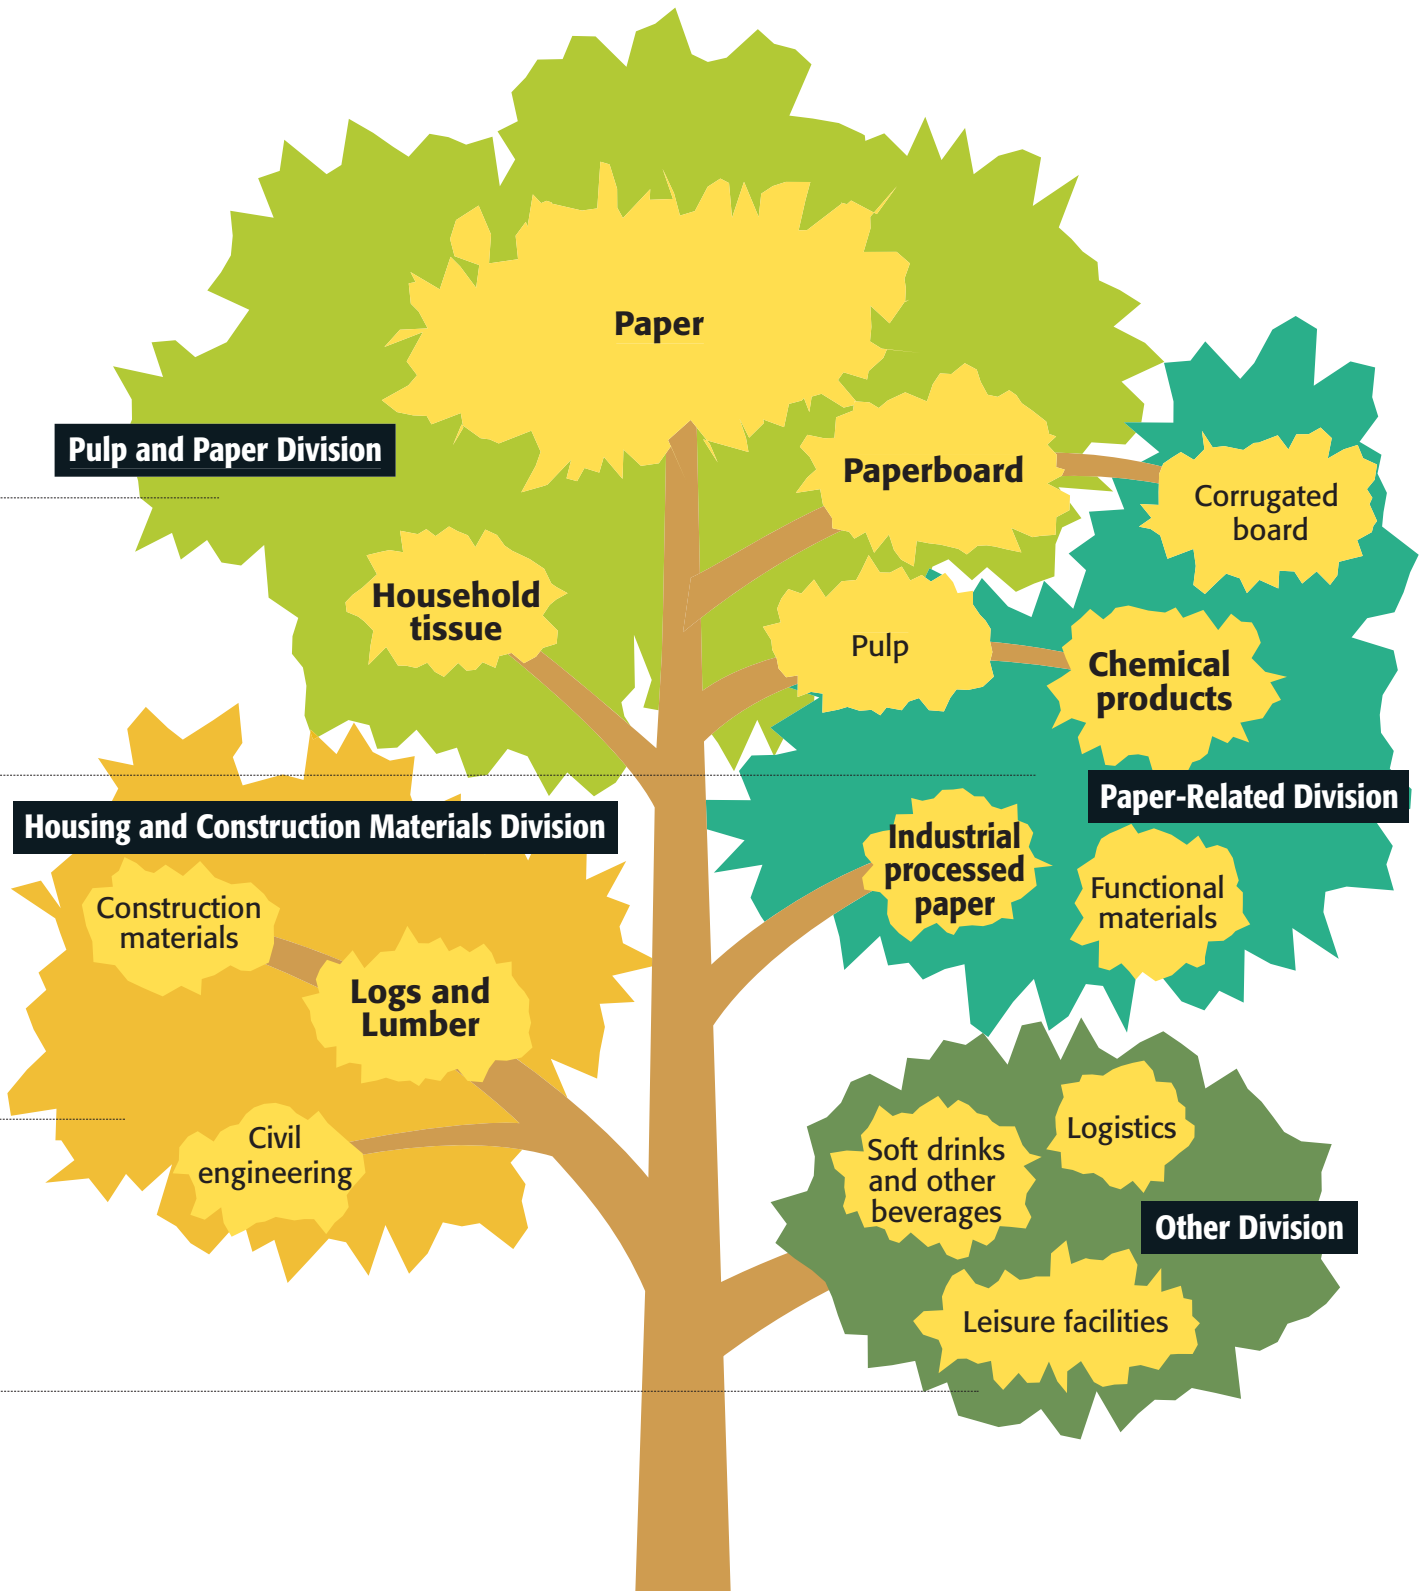 Paper
Pulp and Paper Division
Paperboard
Corrugated
board
Household
tissue
Pulp
Chemical
products
Paper-Related Division
Housing and Construction Materials Division
Industrial
processed
paper
Functional
materials
Construction
materials
Logs and
Lumber
Civil
engineering
Logistics
Soft drinks
and other
beverages
Other Division
Leisure facilities